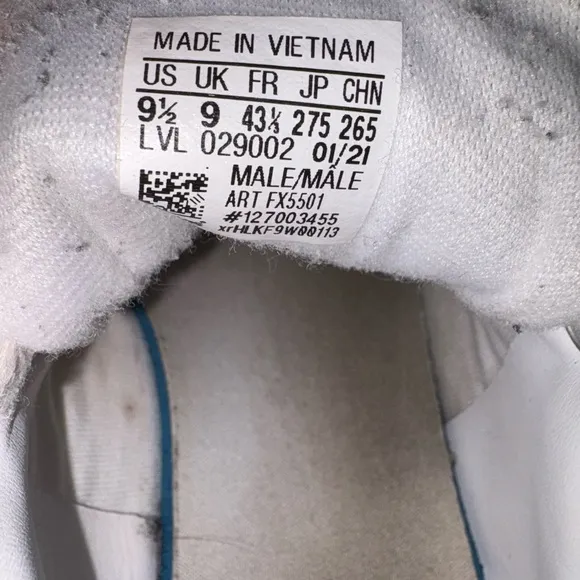 MADE IN VIETNAM
US UK FR JP CHN
9½ 9 43⅓ 275 265
LVL 029002 01/21
MALE/MÂLE
ART FX5501
#127003455
xrHLKF9W00113